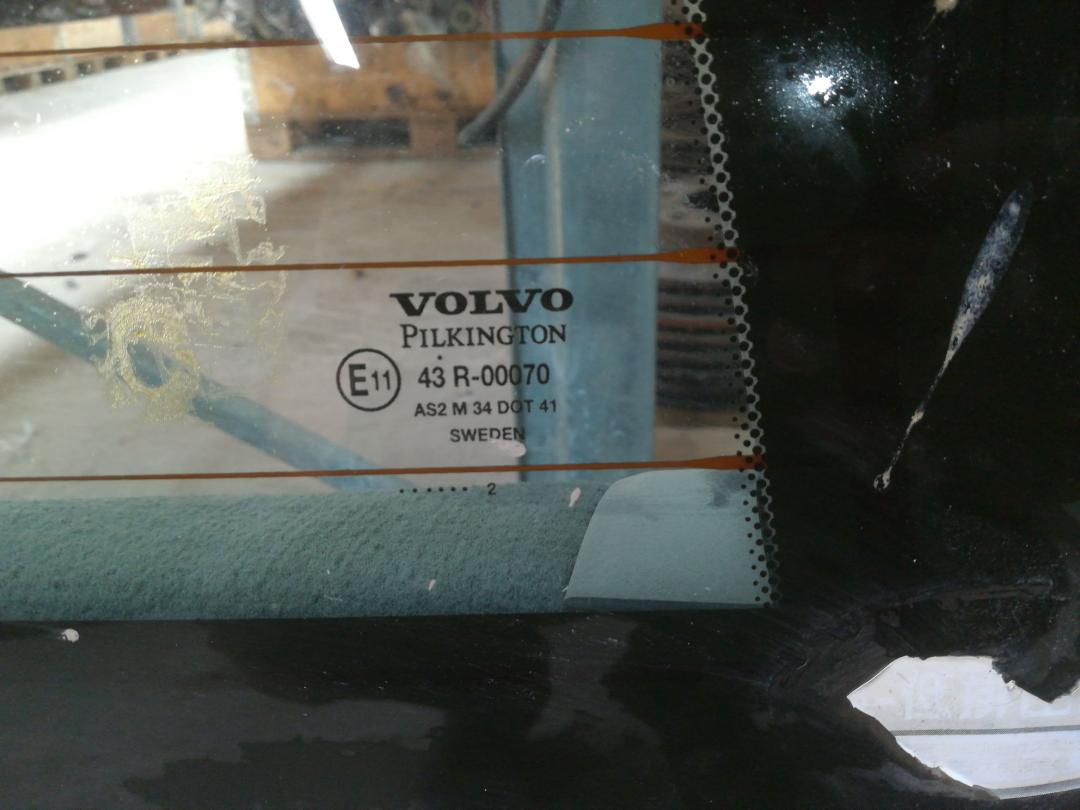 VOLVO
PILKINGTON
E11 43 R-00070
AS2 M 34 DOT 41
SWEDEN
....... 2